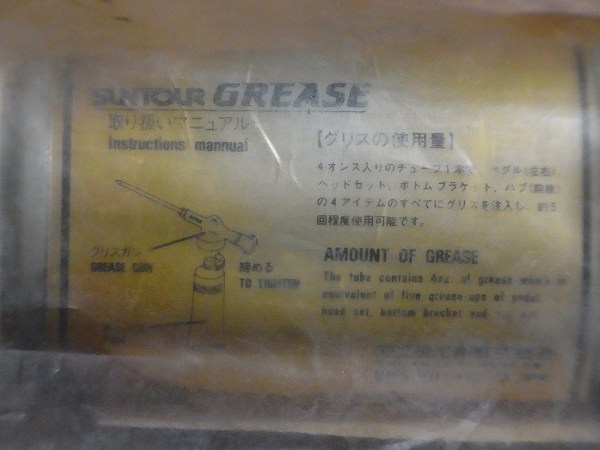 SUNTOUR GREASE
取り扱いマニュアル
Instructions mannual
グリスガン
GREASE GUN
締める
TO TIGHTEN
【グリスの使用量】
4オンス入りのチューブ1本 ダル(左右)
ヘッドセット、ボトムブラケット、ハブ(前後)
の4アイテムのすべてにグリスを注入し、約5
回程度使用可能です。
AMOUNT OF GREASE
The tube contains 4oz. of grease which is
equivalent of five grease ups of pedal,
head set, bottom bracket and